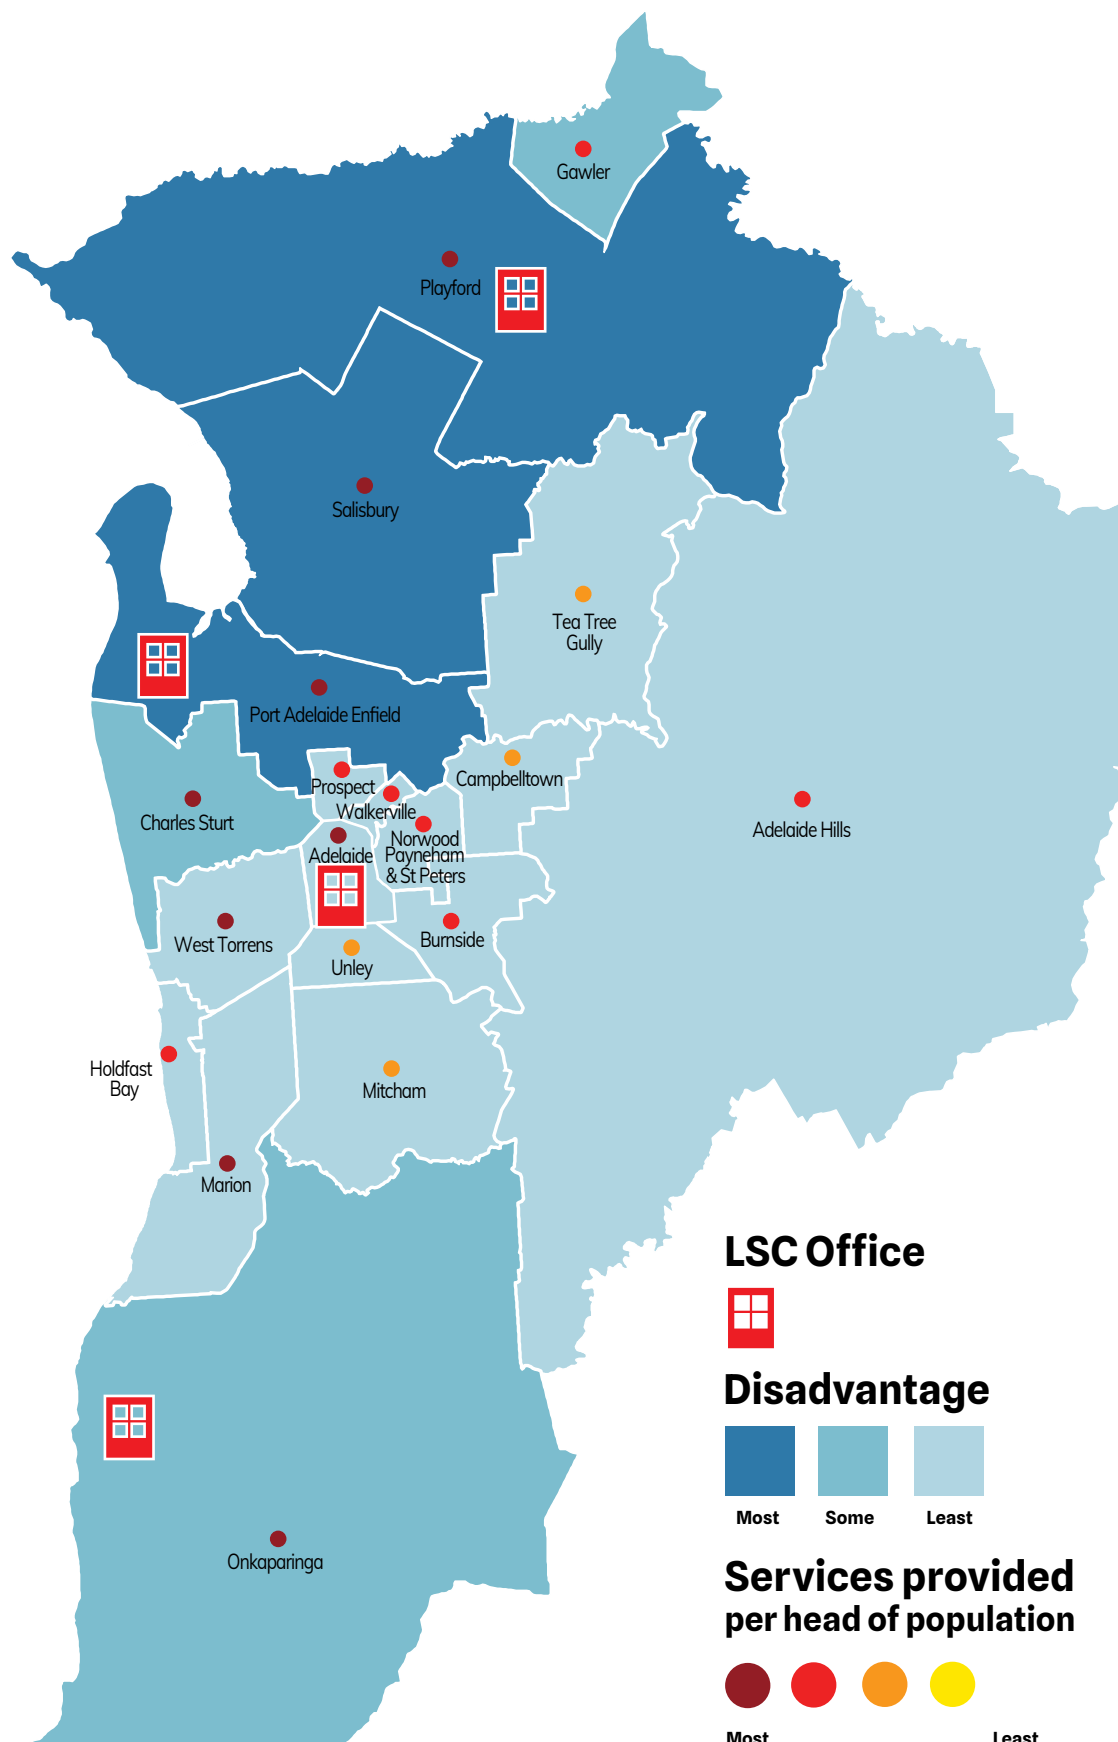 Gawler
Playford
Salisbury
Tea Tree
Gully
Port Adelaide Enfield
Prospect
Campbelltown
Walkerville
Charles Sturt
Adelaide Hills
Norwood
Adelaide
Payneham
& St Peters
West Torrens
Burnside
Unley
Holdfast
Bay
Mitcham
Marion
LSC Office
Disadvantage
Most Some Least
Onkaparinga
Services provided
per head of population
Most Least